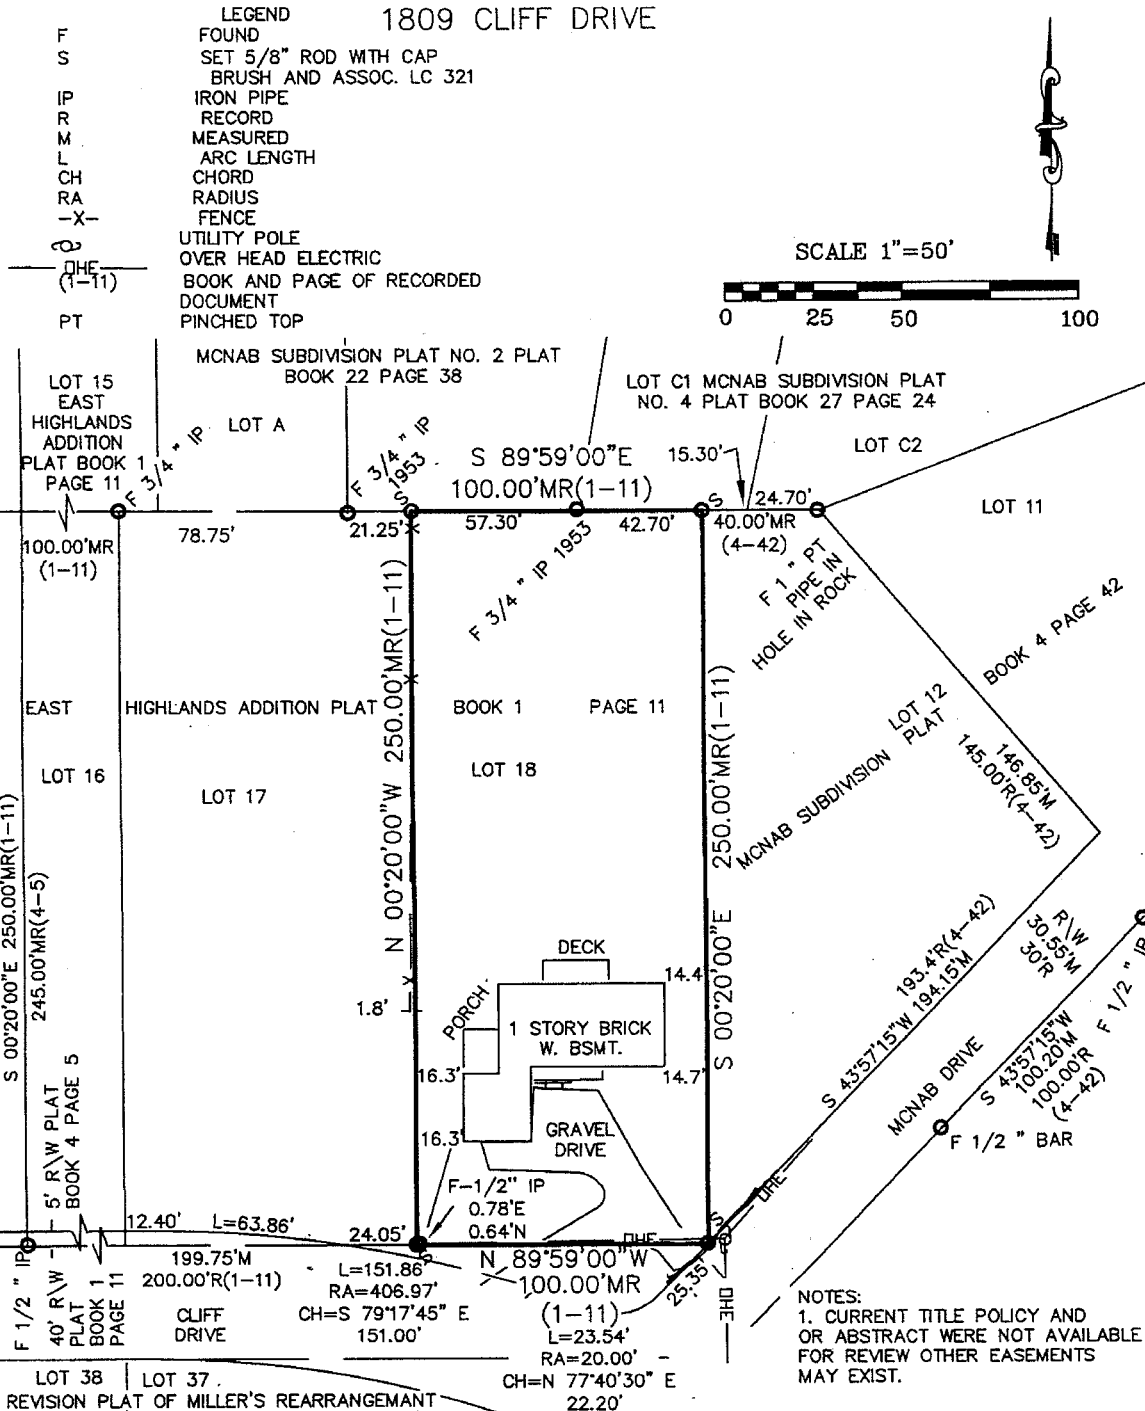 1809 CLIFF DRIVE
LEGEND
F FOUND
S SET 5/8" ROD WITH CAP
BRUSH AND ASSOC. LC 321
IP IRON PIPE
R RECORD
M MEASURED
L ARC LENGTH
CH CHORD
RA RADIUS
-X- FENCE
UTILITY POLE
OHE OVER HEAD ELECTRIC
(1-11) BOOK AND PAGE OF RECORDED
DOCUMENT
PT PINCHED TOP
SCALE 1"=50'
0 25 50 100
MCNAB SUBDIVISION PLAT NO. 2 PLAT
BOOK 22 PAGE 38
LOT 15
EAST
HIGHLANDS
ADDITION
PLAT BOOK 1
PAGE 11
LOT A
F 3/4 " IP
F 3/4 " IP
1953
LOT C1 MCNAB SUBDIVISION PLAT
NO. 4 PLAT BOOK 27 PAGE 24
LOT C2
LOT 11
S
S 89°59'00"E
100.00'MR(1-11)
57.30'
42.70'
S
15.30'
24.70'
40.00'MR
(4-42)
100.00'MR
(1-11)
78.75'
21.25'
F 3/4 " IP 1953
F 1 " PT
PIPE IN
HOLE IN ROCK
BOOK 4 PAGE 42
LOT 12
PLAT
MCNAB SUBDIVISION
146.85'M
145.00'R(4-42)
EAST HIGHLANDS ADDITION PLAT BOOK 1 PAGE 11
LOT 16
LOT 17
LOT 18
S 00°20'00"E 250.00'MR(1-11)
245.00'MR(4-5)
N 00°20'00"W 250.00'MR(1-11)
S 00°20'00"E 250.00'MR(1-11)
193.4'R(4-42)
S 43°57'15"W 194.15'M
R\W
30.55'M
30'R
F 1/2 " IP
S 43°57'15"W
100.20'M
100.00'R
(4-42)
MCNAB DRIVE
F 1/2 " BAR
DECK
PORCH
1 STORY BRICK
W. BSMT.
14.4'
14.7'
1.8'
16.3'
16.3'
GRAVEL
DRIVE
F-1/2" IP
0.78'E
0.64'N
5' R\W PLAT
BOOK 4 PAGE 5
12.40'
L=63.86'
24.05'
199.75'M
200.00'R(1-11)
S
N 89°59'00"W
100.00'MR
(1-11)
OHE
S
OHE
OHE
25.35'
L=151.86'
RA=406.97'
CH=S 79°17'45" E
151.00'
L=23.54'
RA=20.00'
CH=N 77°40'30" E
22.20'
F 1/2 " IP
40' R\W
PLAT
BOOK 1
PAGE 11
CLIFF
DRIVE
LOT 38
LOT 37
REVISION PLAT OF MILLER'S REARRANGEMANT
NOTES:
1. CURRENT TITLE POLICY AND
OR ABSTRACT WERE NOT AVAILABLE
FOR REVIEW OTHER EASEMENTS
MAY EXIST.